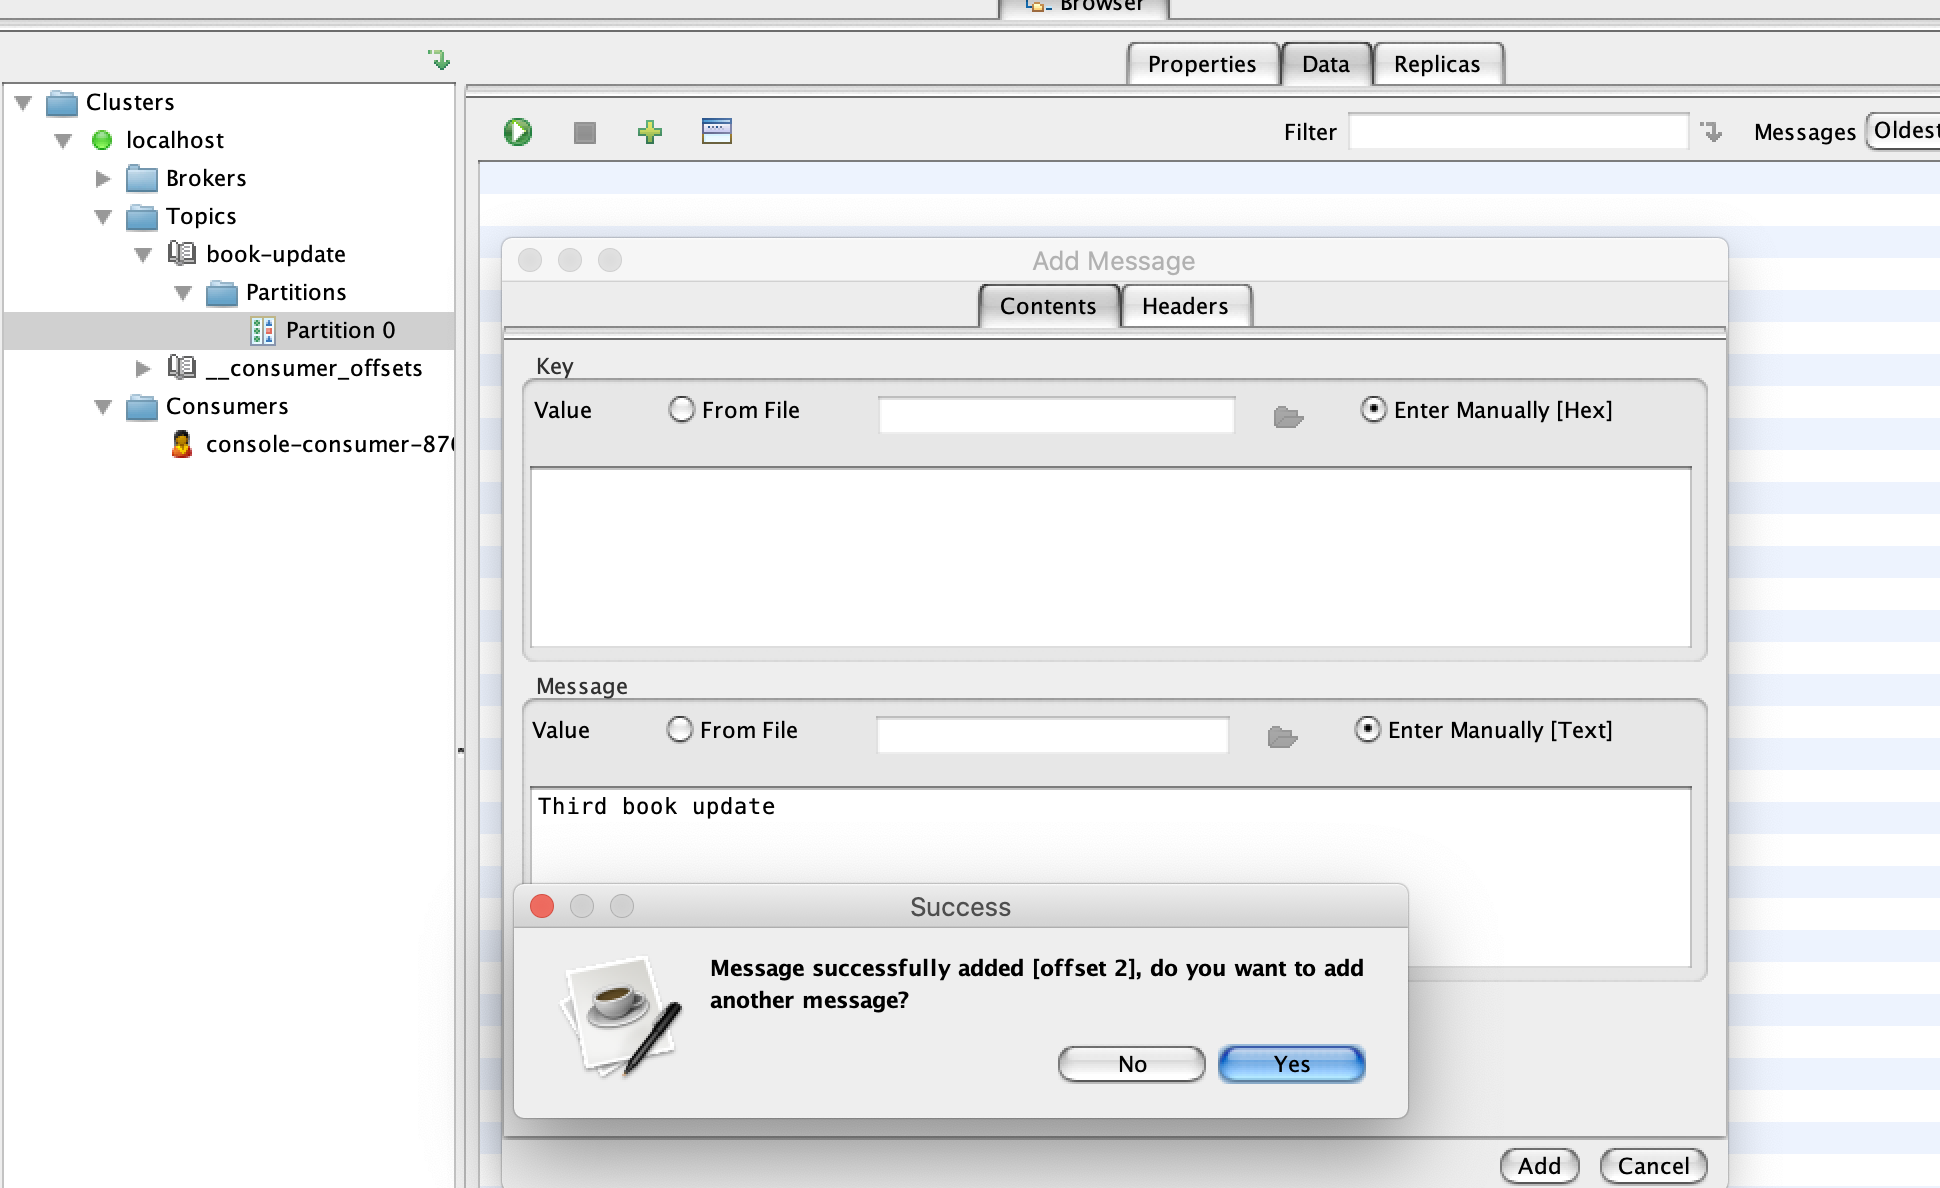 Browser
Properties
Data
Replicas
Clusters
localhost
Brokers
Topics
book-update
Partitions
Partition 0
__consumer_offsets
Consumers
console-consumer-87
Filter
Messages
Oldest
Add Message
Contents
Headers
Key
Value
From File
Enter Manually [Hex]
Message
Value
From File
Enter Manually [Text]
Third book update
Success
Message successfully added [offset 2], do you want to add
another message?
No
Yes
Add
Cancel